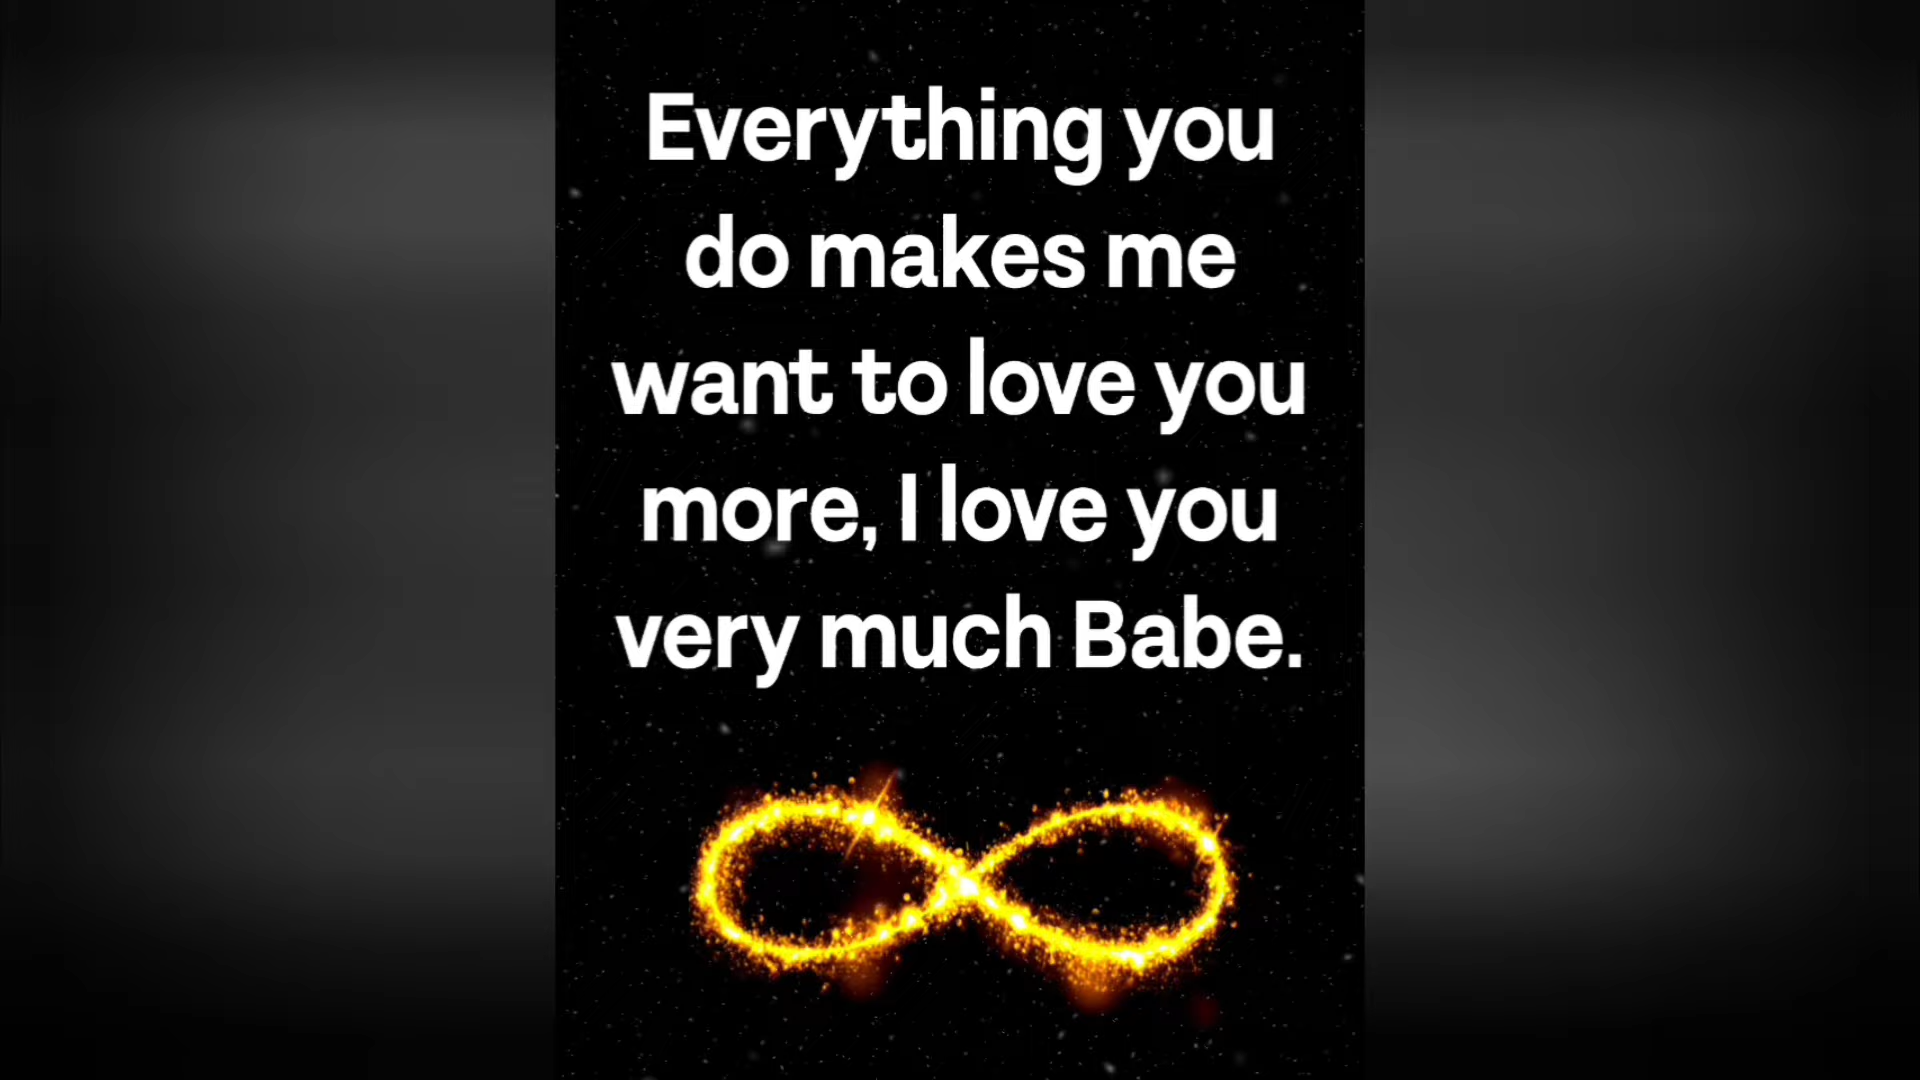 Everything you
do makes me
want to love you
more, I love you
very much Babe.